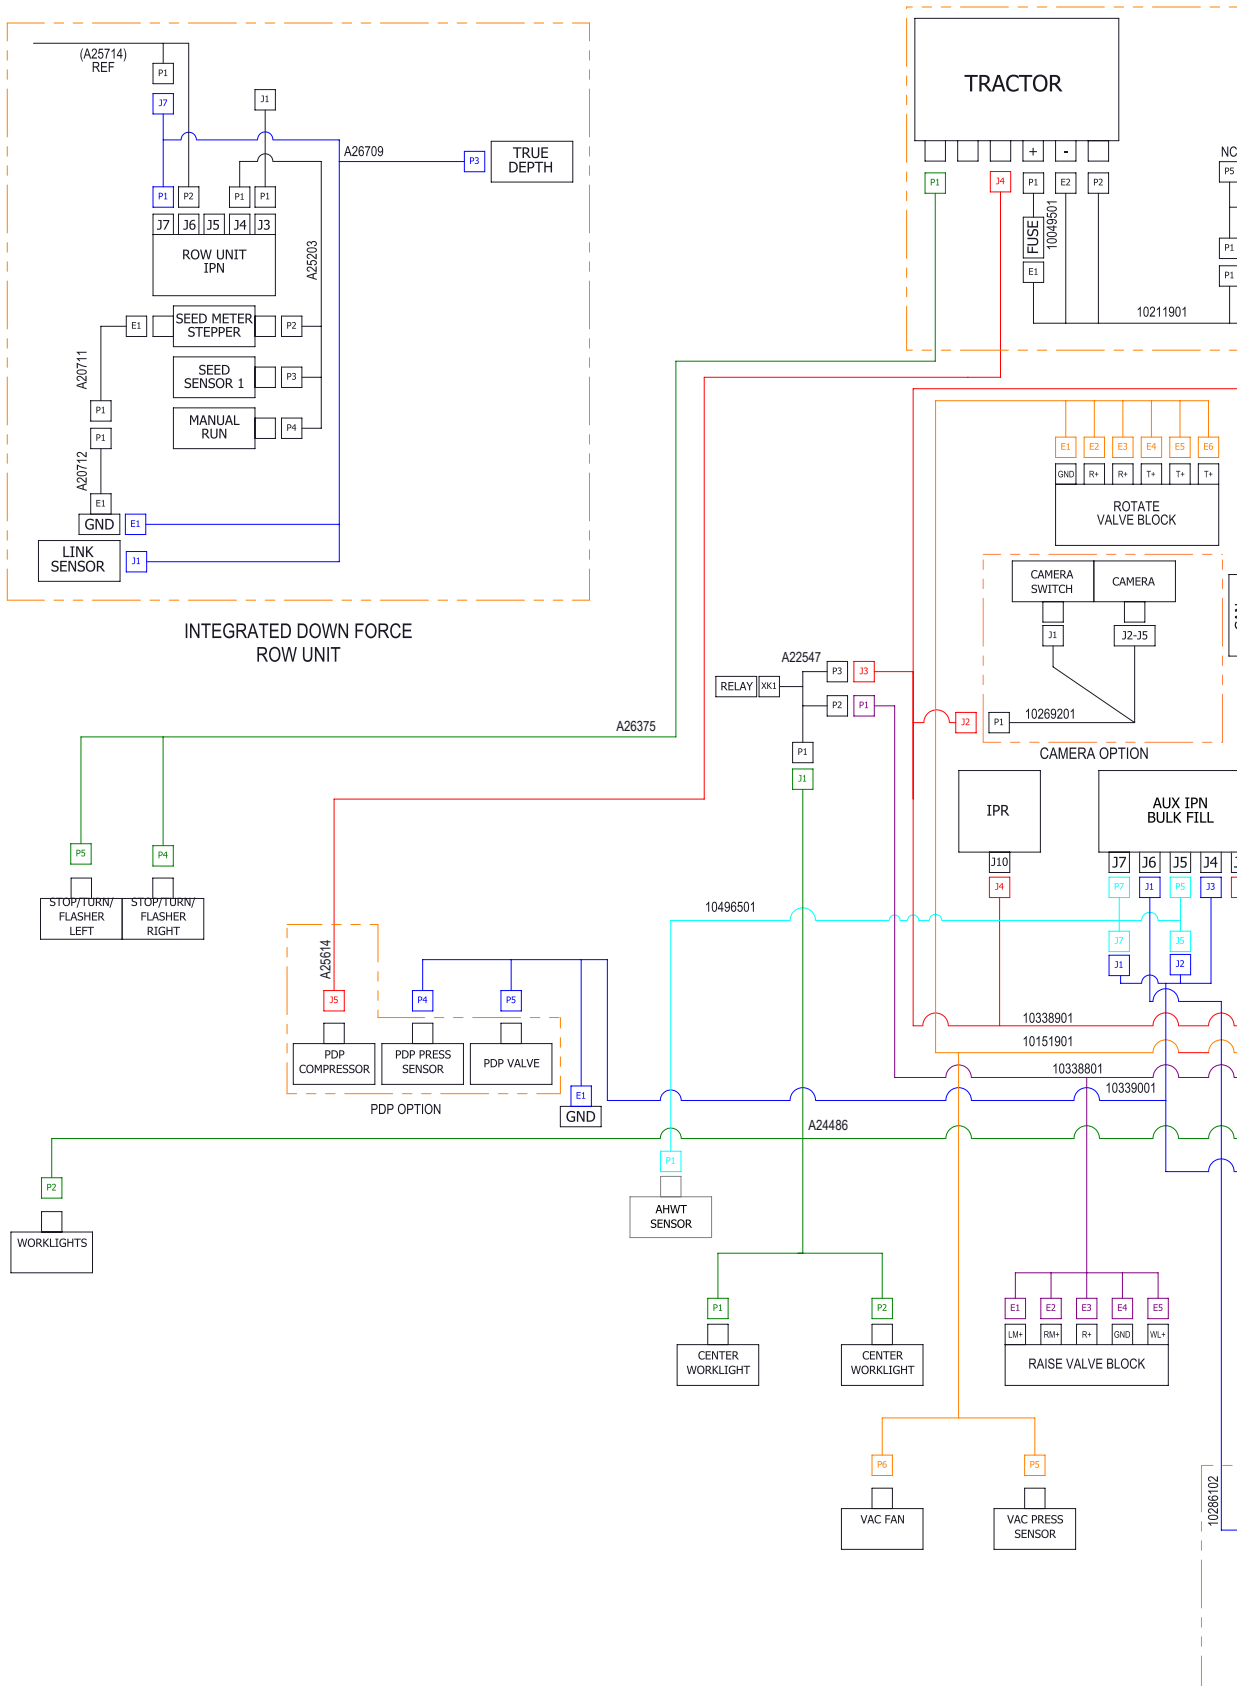 (A25714)
REF
P1
J7
J1
A26709
P3
TRUE
DEPTH
P1
P2
P1
P1
J7
J6
J5
J4
J3
ROW UNIT
IPN
A25203
E1
SEED METER
STEPPER
P2
A20711
SEED
SENSOR 1
P3
P1
MANUAL
RUN
P4
P1
A20712
E1
GND
E1
LINK
SENSOR
J1
INTEGRATED DOWN FORCE
ROW UNIT
TRACTOR
+
-
P1
J4
P1
E2
P2
FUSE
10049501
E1
10211901
NC
P5
P1
P1
E1
E2
E3
E4
E5
E6
GND
R+
R+
T+
T+
T+
ROTATE
VALVE BLOCK
CAMERA
SWITCH
CAMERA
J1
J2-J5
A22547
RELAY
XK1
P3
J3
P2
P1
J2
P1
10269201
CAMERA OPTION
P1
J1
A26375
IPR
J10
J4
AUX IPN
BULK FILL
J7
J6
J5
J4
P7
J1
P5
J3
J7
J5
J1
J2
P5
P4
STOP/TURN/
FLASHER
LEFT
STOP/TURN/
FLASHER
RIGHT
10496501
A25614
J5
P4
P5
PDP
COMPRESSOR
PDP PRESS
SENSOR
PDP VALVE
PDP OPTION
E1
GND
10338901
10151901
10338801
10339001
A24486
P1
AHWT
SENSOR
P2
WORKLIGHTS
P1
P2
CENTER
WORKLIGHT
CENTER
WORKLIGHT
E1
E2
E3
E4
E5
LM+
RM+
R+
GND
WL+
RAISE VALVE BLOCK
P6
P5
VAC FAN
VAC PRESS
SENSOR
10286102